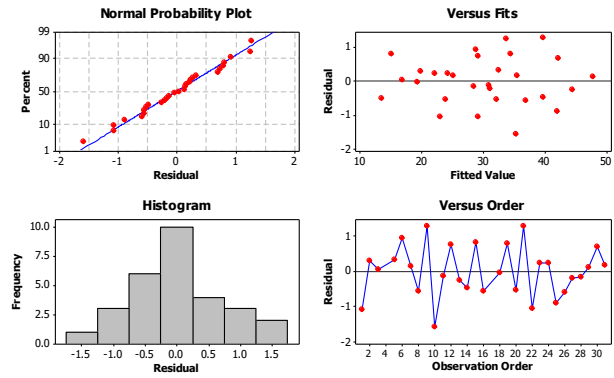 Normal Probability Plot
99
90
50
10
1
Percent
-2 -1 0 1 2
Residual
Versus Fits
1
0
-1
-2
Residual
10 20 30 40 50
Fitted Value
Histogram
10.0
7.5
5.0
2.5
0.0
Frequency
-1.5 -1.0 -0.5 0.0 0.5 1.0 1.5
Residual
Versus Order
1
0
-1
-2
Residual
2 4 6 8 10 12 14 16 18 20 22 24 26 28 30
Observation Order